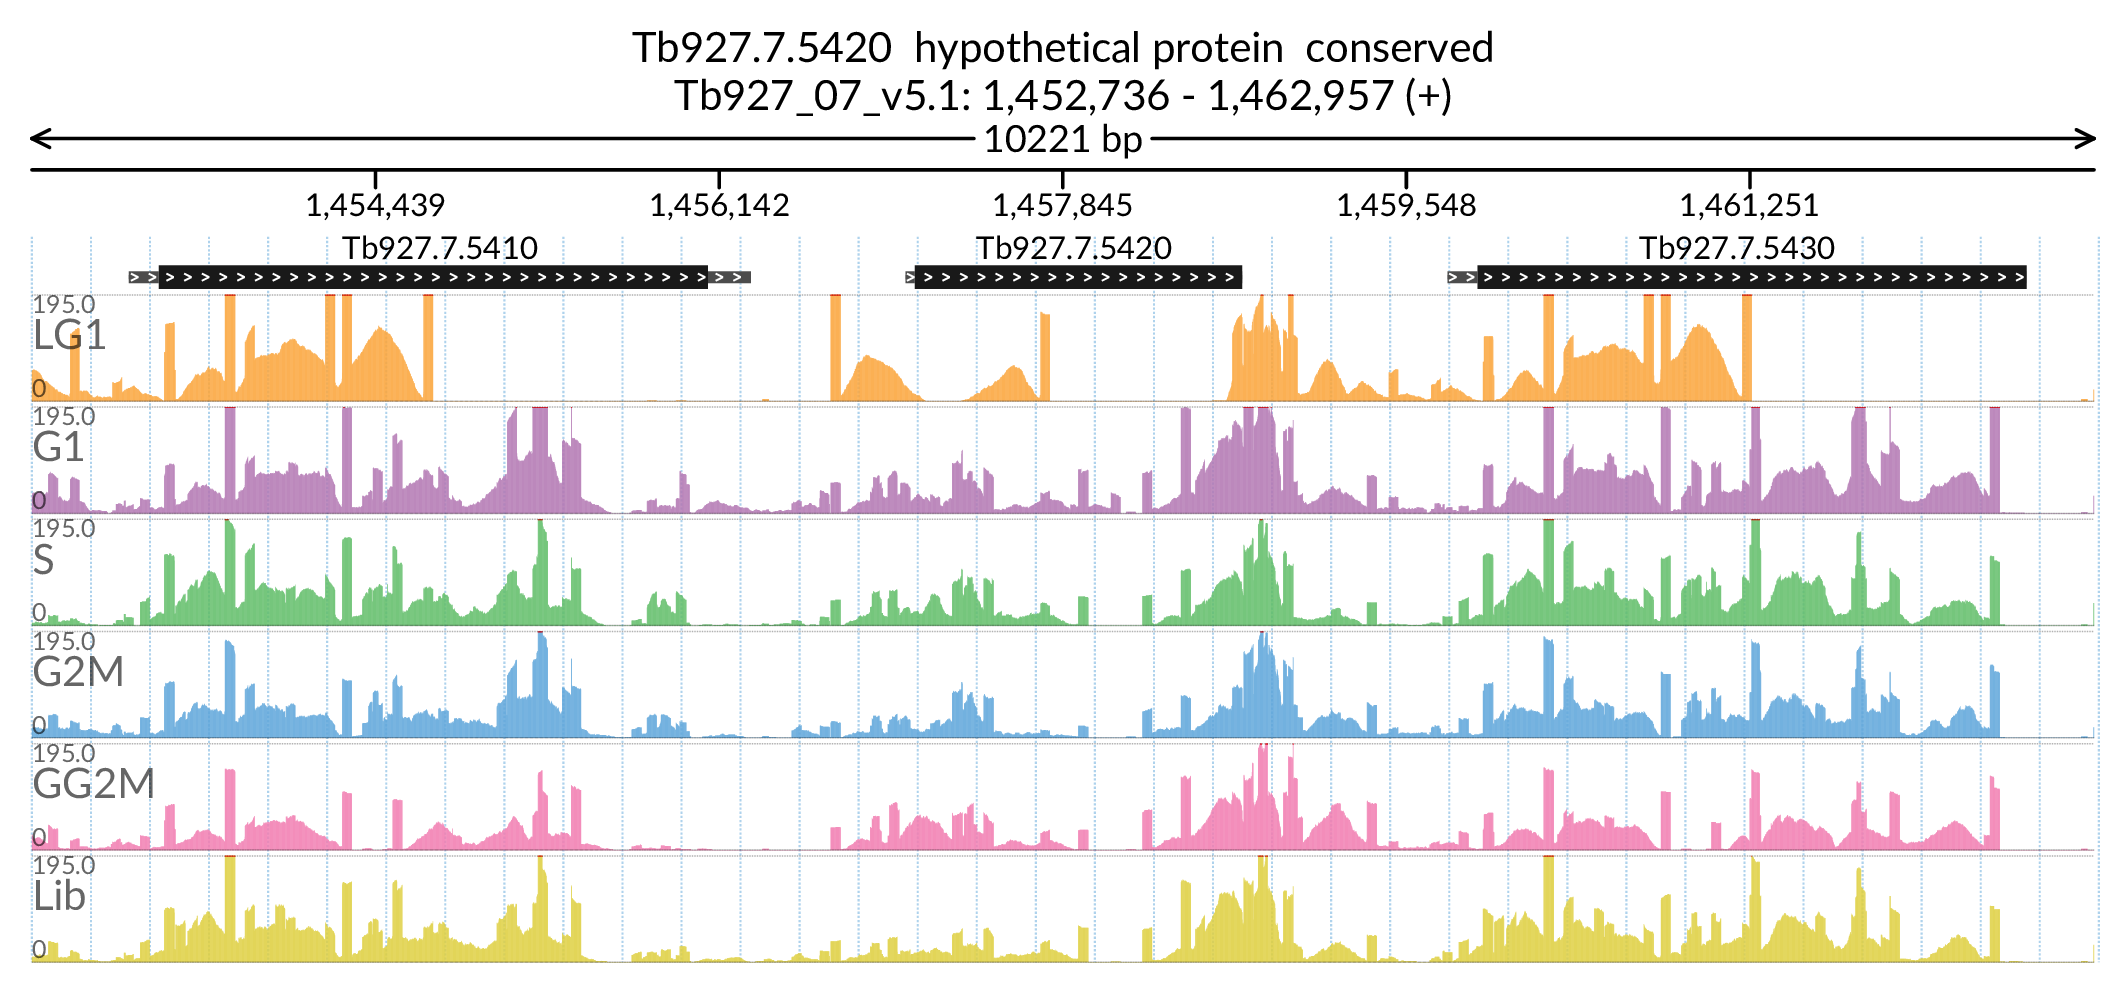 Tb927.7.5420  hypothetical protein  conserved
Tb927_07_v5.1: 1,452,736 - 1,462,957 (+)
10221 bp
1,454,439 1,456,142 1,457,845 1,459,548 1,461,251
Tb927.7.5410 Tb927.7.5420 Tb927.7.5430
195.0
LG1
0
195.0
G1
0
195.0
S
0
195.0
G2M
0
195.0
GG2M
0
195.0
Lib
0